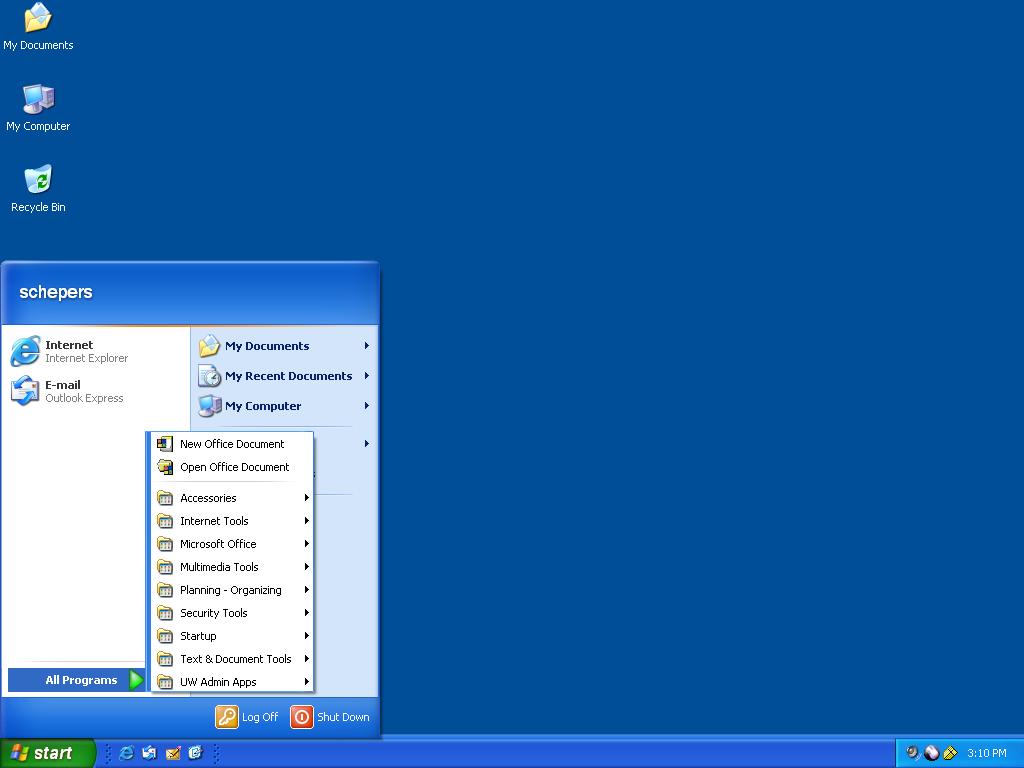 My Documents
My Computer
Recycle Bin
schepers
Internet
Internet Explorer
E-mail
Outlook Express
My Documents
My Recent Documents
My Computer
New Office Document
Open Office Document
Accessories
Internet Tools
Microsoft Office
Multimedia Tools
Planning - Organizing
Security Tools
Startup
Text & Document Tools
UW Admin Apps
All Programs
Log Off
Shut Down
start
3:10 PM